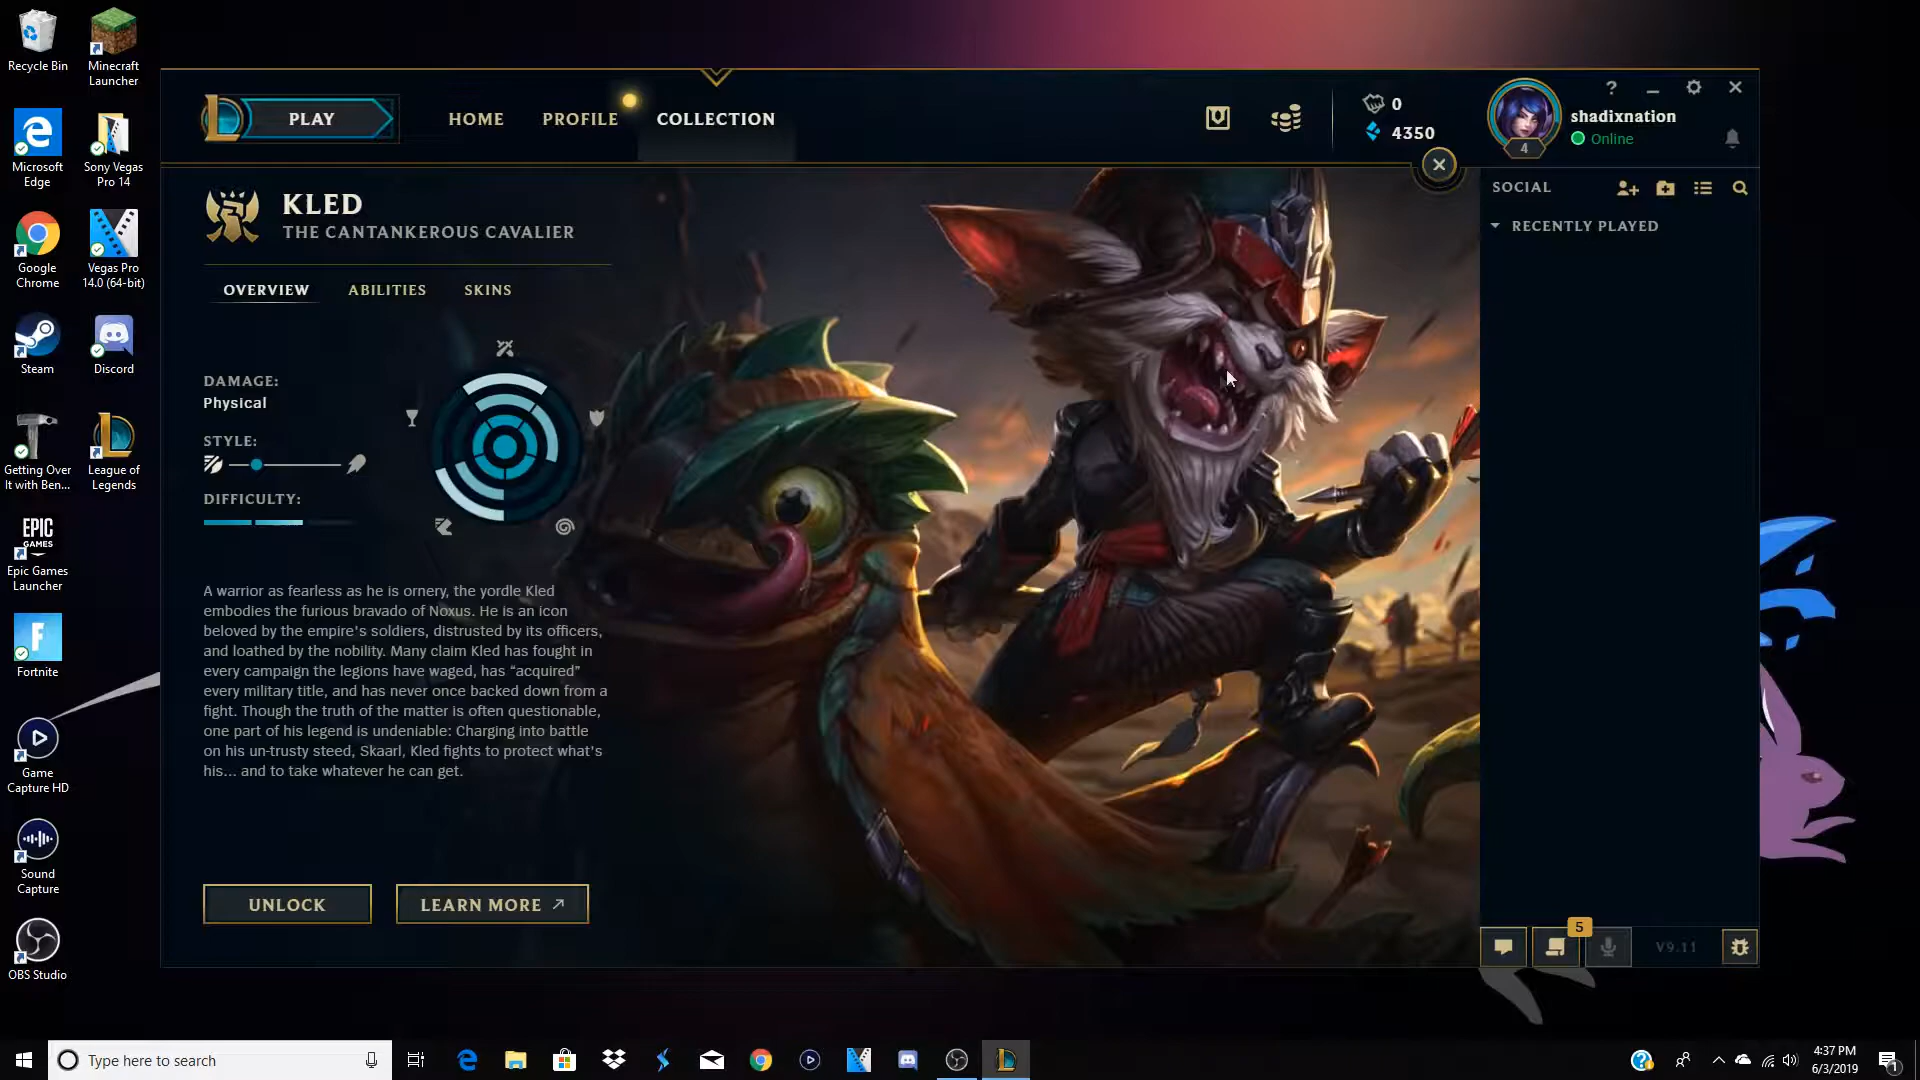 Recycle Bin
Minecraft
Launcher
Microsoft
Edge
Sony Vegas
Pro 14
Google
Chrome
Vegas Pro
14.0 (64-bit)
Steam
Discord
Getting Over
It with Ben...
League of
Legends
EPIC
GAMES
Epic Games
Launcher
Fortnite
Game
Capture HD
Sound
Capture
OBS Studio
PLAY
HOME
PROFILE
COLLECTION
0
4350
4
shadixnation
Online
KLED
THE CANTANKEROUS CAVALIER
OVERVIEW
ABILITIES
SKINS
DAMAGE:
Physical
STYLE:
DIFFICULTY:
A warrior as fearless as he is ornery, the yordle Kled
embodies the furious bravado of Noxus. He is an icon
beloved by the empire's soldiers, distrusted by its officers,
and loathed by the nobility. Many claim Kled has fought in
every campaign the legions have waged, has “acquired”
every military title, and has never once backed down from a
fight. Though the truth of the matter is often questionable,
one part of his legend is undeniable: Charging into battle
on his un-trusty steed, Skaarl, Kled fights to protect what's
his... and to take whatever he can get.
UNLOCK
LEARN MORE
SOCIAL
RECENTLY PLAYED
5
V9.11
Type here to search
4:37 PM
6/3/2019
1